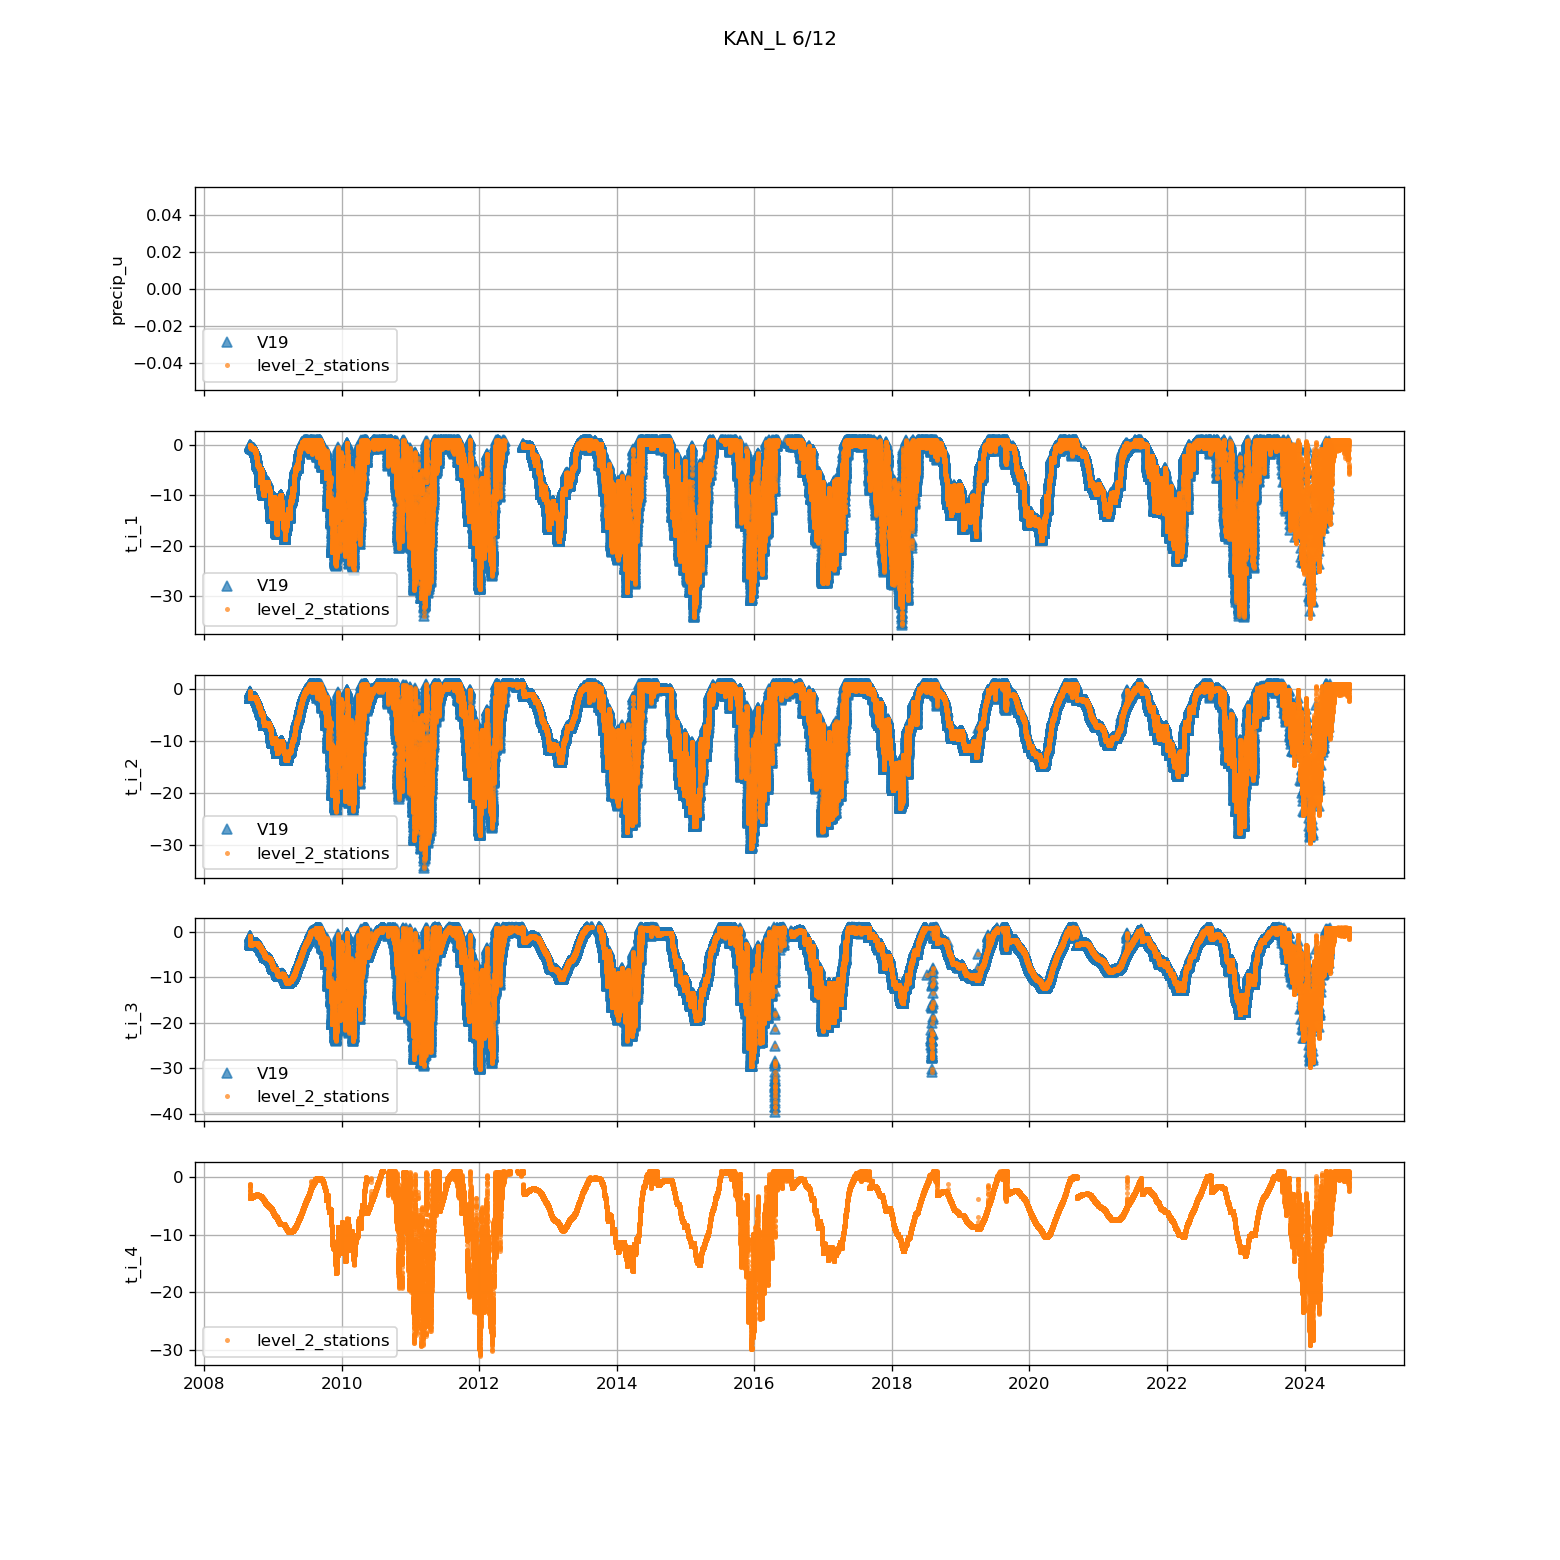 KAN_L 6/12
0.04
0.02
0.00
−0.02
−0.04
precip_u
V19
level_2_stations
0
−10
−20
−30
t_i_1
V19
level_2_stations
0
−10
−20
−30
t_i_2
V19
level_2_stations
0
−10
−20
−30
−40
t_i_3
V19
level_2_stations
0
−10
−20
−30
t_i_4
level_2_stations
2008 2010 2012 2014 2016 2018 2020 2022 2024